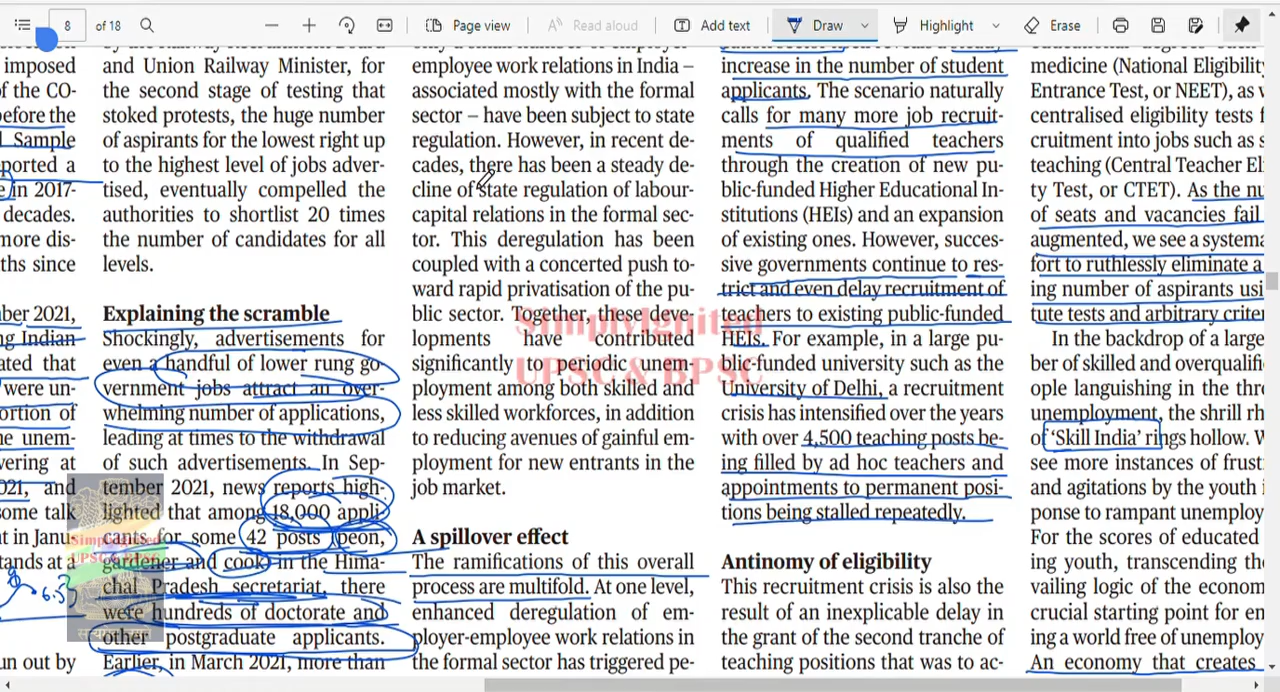 8
of 18
Page view
Read aloud
Add text
Draw
Highlight
Erase
imposed
of the CO-
before the
Sample
reported a
in 2017-
decades.
more dis-
ths since
ber 2021,
ng Indian
ated that
were un-
ortion of
he unem-
vering at
021, and
some talk
t in Janu
tands at a
6.5
un out by
and Union Railway Minister, for
the second stage of testing that
stoked protests, the huge number
of aspirants for the lowest right up
to the highest level of jobs adver-
tised, eventually compelled the
authorities to shortlist 20 times
the number of candidates for all
levels.
Explaining the scramble
Shockingly, advertisements for
even a handful of lower rung go-
vernment jobs attract an over-
whelming number of applications,
leading at times to the withdrawal
of such advertisements. In Sep-
tember 2021, news reports high-
lighted that among 18,000 appli-
cants for some 42 posts (peon,
gardener and cook) in the Hima-
chal Pradesh secretariat there
were hundreds of doctorate and
other postgraduate applicants.
Earlier, in March 2021, more than
employee work relations in India –
associated mostly with the formal
sector – have been subject to state
regulation. However, in recent de-
cades, there has been a steady de-
cline of state regulation of labour-
capital relations in the formal sec-
tor. This deregulation has been
coupled with a concerted push to-
ward rapid privatisation of the pu-
blic sector. Together, these deve-
lopments have contributed
significantly to periodic unem-
ployment among both skilled and
less skilled workforces, in addition
to reducing avenues of gainful em-
ployment for new entrants in the
job market.
A spillover effect
The ramifications of this overall
process are multifold. At one level,
enhanced deregulation of em-
ployer-employee work relations in
the formal sector has triggered pe-
increase in the number of student
applicants. The scenario naturally
calls for many more job recruit-
ments of qualified teachers
through the creation of new pu-
blic-funded Higher Educational In-
stitutions (HEIs) and an expansion
of existing ones. However, succes-
sive governments continue to res-
trict and even delay recruitment of
teachers to existing public-funded
HEIs. For example, in a large pu-
blic-funded university such as the
University of Delhi, a recruitment
crisis has intensified over the years
with over 4,500 teaching posts be-
ing filled by ad hoc teachers and
appointments to permanent posi-
tions being stalled repeatedly.
Antinomy of eligibility
This recruitment crisis is also the
result of an inexplicable delay in
the grant of the second tranche of
teaching positions that was to ac-
medicine (National Eligibility
Entrance Test, or NEET), as w
centralised eligibility tests f
cruitment into jobs such as s
teaching (Central Teacher El
ty Test, or CTET). As the nu
of seats and vacancies fail
augmented, we see a systema
fort to ruthlessly eliminate a
ing number of aspirants usi
tute tests and arbitrary criter
In the backdrop of a large
ber of skilled and overqualifi
ople languishing in the thr
unemployment, the shrill rh
of 'Skill India' rings hollow. W
see more instances of frust
and agitations by the youth i
ponse to rampant unemploy
For the scores of educated
ing youth, transcending the
vailing logic of the econom
crucial starting point for en
ing a world free of unemploy
An economy that creates
SimplyIgnited
UPSC & BPSC
SimplyIgnited
UPSC & BPSC